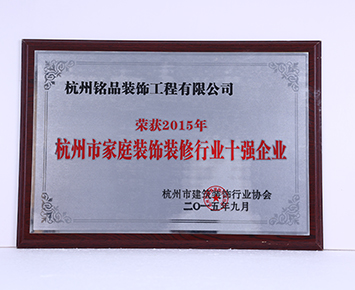 杭州铭品装饰工程有限公司
荣获2015年
杭州市家庭装饰装修行业十强企业
杭州市建筑装饰行业协会
二〇一五年九月